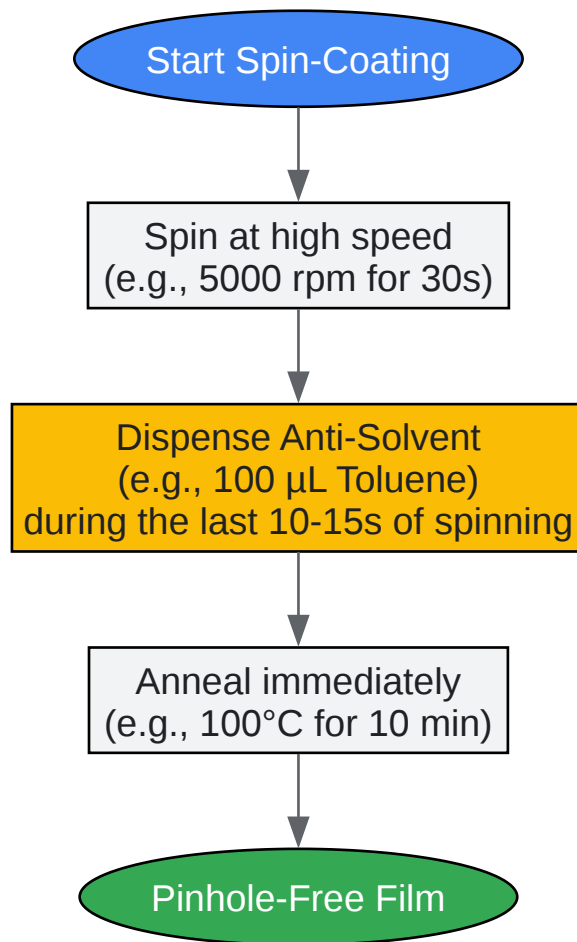 Start Spin-Coating
Spin at high speed
(e.g., 5000 rpm for 30s)
Dispense Anti-Solvent
(e.g., 100 µL Toluene)
during the last 10-15s of spinning
Anneal immediately
(e.g., 100°C for 10 min)
Pinhole-Free Film